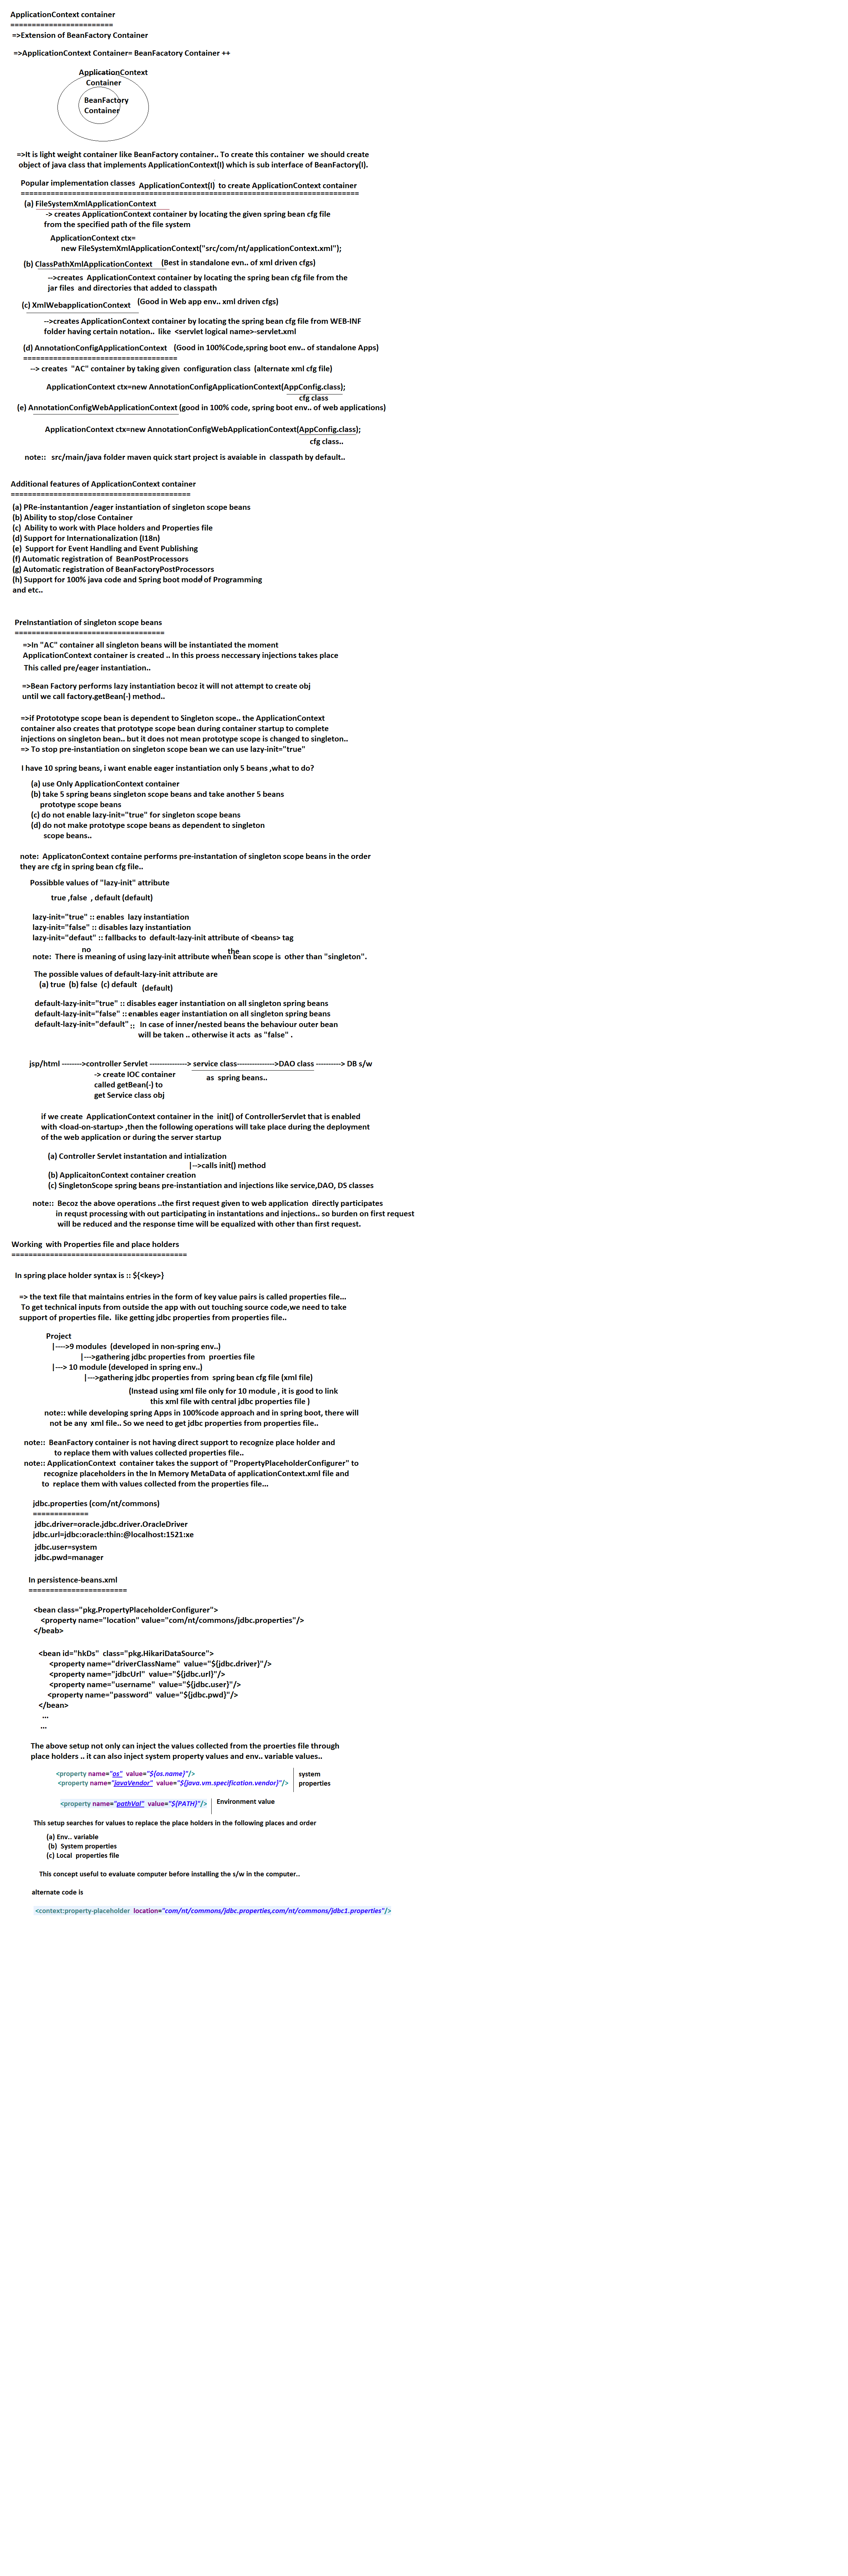 ApplicationContext container
========================
=>Extension of BeanFactory Container
=>ApplicationContext Container= BeanFacatory Container ++
ApplicationContext
Container
BeanFactory
Container
=>It is light weight container like BeanFactory container.. To create this container  we should create
object of java class that implements ApplicationContext(I) which is sub interface of BeanFactory(I).
Popular implementation classes  ApplicationContext(I)  to create ApplicationContext container
===============================================================================
(a) FileSystemXmlApplicationContext
-> creates ApplicationContext container by locating the given spring bean cfg file
from the specified path of the file system
ApplicationContext ctx=
new FileSystemXmlApplicationContext("src/com/nt/applicationContext.xml");
(b) ClassPathXmlApplicationContext    (Best in standalone evn.. of xml driven cfgs)
-->creates  ApplicationContext container by locating the spring bean cfg file from the
jar files  and directories that added to classpath
(c) XmlWebapplicationContext   (Good in Web app env.. xml driven cfgs)
-->creates ApplicationContext container by locating the spring bean cfg file from WEB-INF
folder having certain notation..  like  <servlet logical name>-servlet.xml
(d) AnnotationConfigApplicationContext   (Good in 100%Code,spring boot env.. of standalone Apps)
====================================
--> creates  "AC" container by taking given  configuration class  (alternate xml cfg file)
ApplicationContext ctx=new AnnotationConfigApplicationContext(AppConfig.class);
cfg class
(e) AnnotationConfigWebApplicationContext (good in 100% code, spring boot env.. of web applications)
ApplicationContext ctx=new AnnotationConfigWebApplicationContext(AppConfig.class);
cfg class..
note::   src/main/java folder maven quick start project is avaiable in  classpath by default..
Additional features of ApplicationContext container
==========================================
(a) PRe-instantantion /eager instantiation of singleton scope beans
(b) Ability to stop/close Container
(c)  Ability to work with Place holders and Properties file
(d) Support for Internationalization (I18n)
(e)  Support for Event Handling and Event Publishing
(f) Automatic registration of  BeanPostProcessors
(g) Automatic registration of BeanFactoryPostProcessors
(h) Support for 100% java code and Spring boot mode of Programming
and etc..
PreInstantiation of singleton scope beans
===================================
=>In "AC" container all singleton beans will be instantiated the moment
ApplicationContext container is created .. In this proess neccessary injections takes place
This called pre/eager instantiation..
=>Bean Factory performs lazy instantiation becoz it will not attempt to create obj
until we call factory.getBean(-) method..
=>if Protototype scope bean is dependent to Singleton scope.. the ApplicationContext
container also creates that prototype scope bean during container startup to complete
injections on singleton bean.. but it does not mean prototype scope is changed to singleton..
=> To stop pre-instantiation on singleton scope bean we can use lazy-init="true"
I have 10 spring beans, i want enable eager instantiation only 5 beans ,what to do?
(a) use Only ApplicationContext container
(b) take 5 spring beans singleton scope beans and take another 5 beans
prototype scope beans
(c) do not enable lazy-init="true" for singleton scope beans
(d) do not make prototype scope beans as dependent to singleton
scope beans..
note:  ApplicatonContext containe performs pre-instantation of singleton scope beans in the order
they are cfg in spring bean cfg file..
Possibble values of "lazy-init" attribute
true ,false  , default (default)
lazy-init="true" :: enables  lazy instantiation
lazy-init="false" :: disables lazy instantiation
lazy-init="defaut" :: fallbacks to  default-lazy-init attribute of <beans> tag
no the
note:  There is meaning of using lazy-init attribute when bean scope is  other than "singleton".
The possible values of default-lazy-init attribute are
(a) true  (b) false  (c) default  (default)
default-lazy-init="true" :: disables eager instantiation on all singleton spring beans
default-lazy-init="false" :: enables eager instantiation on all singleton spring beans
default-lazy-init="default" ::  In case of inner/nested beans the behaviour outer bean
will be taken .. otherwise it acts  as "false" .
jsp/html -------->controller Servlet ---------------> service class--------------->DAO class ----------> DB s/w
-> create IOC container
called getBean(-) to
get Service class obj
as  spring beans..
if we create  ApplicationContext container in the  init() of ControllerServlet that is enabled
with <load-on-startup> ,then the following operations will take place during the deployment
of the web application or during the server startup
(a) Controller Servlet instantation and intialization
|-->calls init() method
(b) ApplicaitonContext container creation
(c) SingletonScope spring beans pre-instantiation and injections like service,DAO, DS classes
note::  Becoz the above operations ..the first request given to web application  directly participates
in requst processing with out participating in instantations and injections.. so burden on first request
will be reduced and the response time will be equalized with other than first request.
Working  with Properties file and place holders
=========================================
In spring place holder syntax is :: ${<key>}
=> the text file that maintains entries in the form of key value pairs is called properties file...
To get technical inputs from outside the app with out touching source code,we need to take
support of properties file.  like getting jdbc properties from properties file..
Project
|---->9 modules  (developed in non-spring env..)
|--->gathering jdbc properties from  proerties file
|---> 10 module (developed in spring env..)
|--->gathering jdbc properties from  spring bean cfg file (xml file)
(Instead using xml file only for 10 module , it is good to link
this xml file with central jdbc properties file )
note:: while developing spring Apps in 100%code approach and in spring boot, there will
not be any  xml file.. So we need to get jdbc properties from properties file..
note::  BeanFactory container is not having direct support to recognize place holder and
to replace them with values collected properties file..
note:: ApplicationContext  container takes the support of "PropertyPlaceholderConfigurer" to
recognize placeholders in the In Memory MetaData of applicationContext.xml file and
to  replace them with values collected from the properties file...
jdbc.properties (com/nt/commons)
=============
jdbc.driver=oracle.jdbc.driver.OracleDriver
jdbc.url=jdbc:oracle:thin:@localhost:1521:xe
jdbc.user=system
jdbc.pwd=manager
In persistence-beans.xml
=======================
<bean class="pkg.PropertyPlaceholderConfigurer">
<property name="location" value="com/nt/commons/jdbc.properties"/>
</beab>
<bean id="hkDs"  class="pkg.HikariDataSource">
<property name="driverClassName"  value="${jdbc.driver}"/>
<property name="jdbcUrl"  value="${jdbc.url}"/>
<property name="username"  value="${jdbc.user}"/>
<property name="password"  value="${jdbc.pwd}"/>
</bean>
...
...
The above setup not only can inject the values collected from the proerties file through
place holders .. it can also inject system property values and env.. variable values..
<property name="os"  value="${os.name}"/>
<property name="javaVendor"  value="${java.vm.specification.vendor}"/>
system
properties
<property name="pathVal"  value="${PATH}"/>
Environment value
This setup searches for values to replace the place holders in the following places and order
(a) Env.. variable
(b)  System properties
(c) Local  properties file
This concept useful to evaluate computer before installing the s/w in the computer..
alternate code is
<context:property-placeholder  location="com/nt/commons/jdbc.properties,com/nt/commons/jdbc1.properties"/>